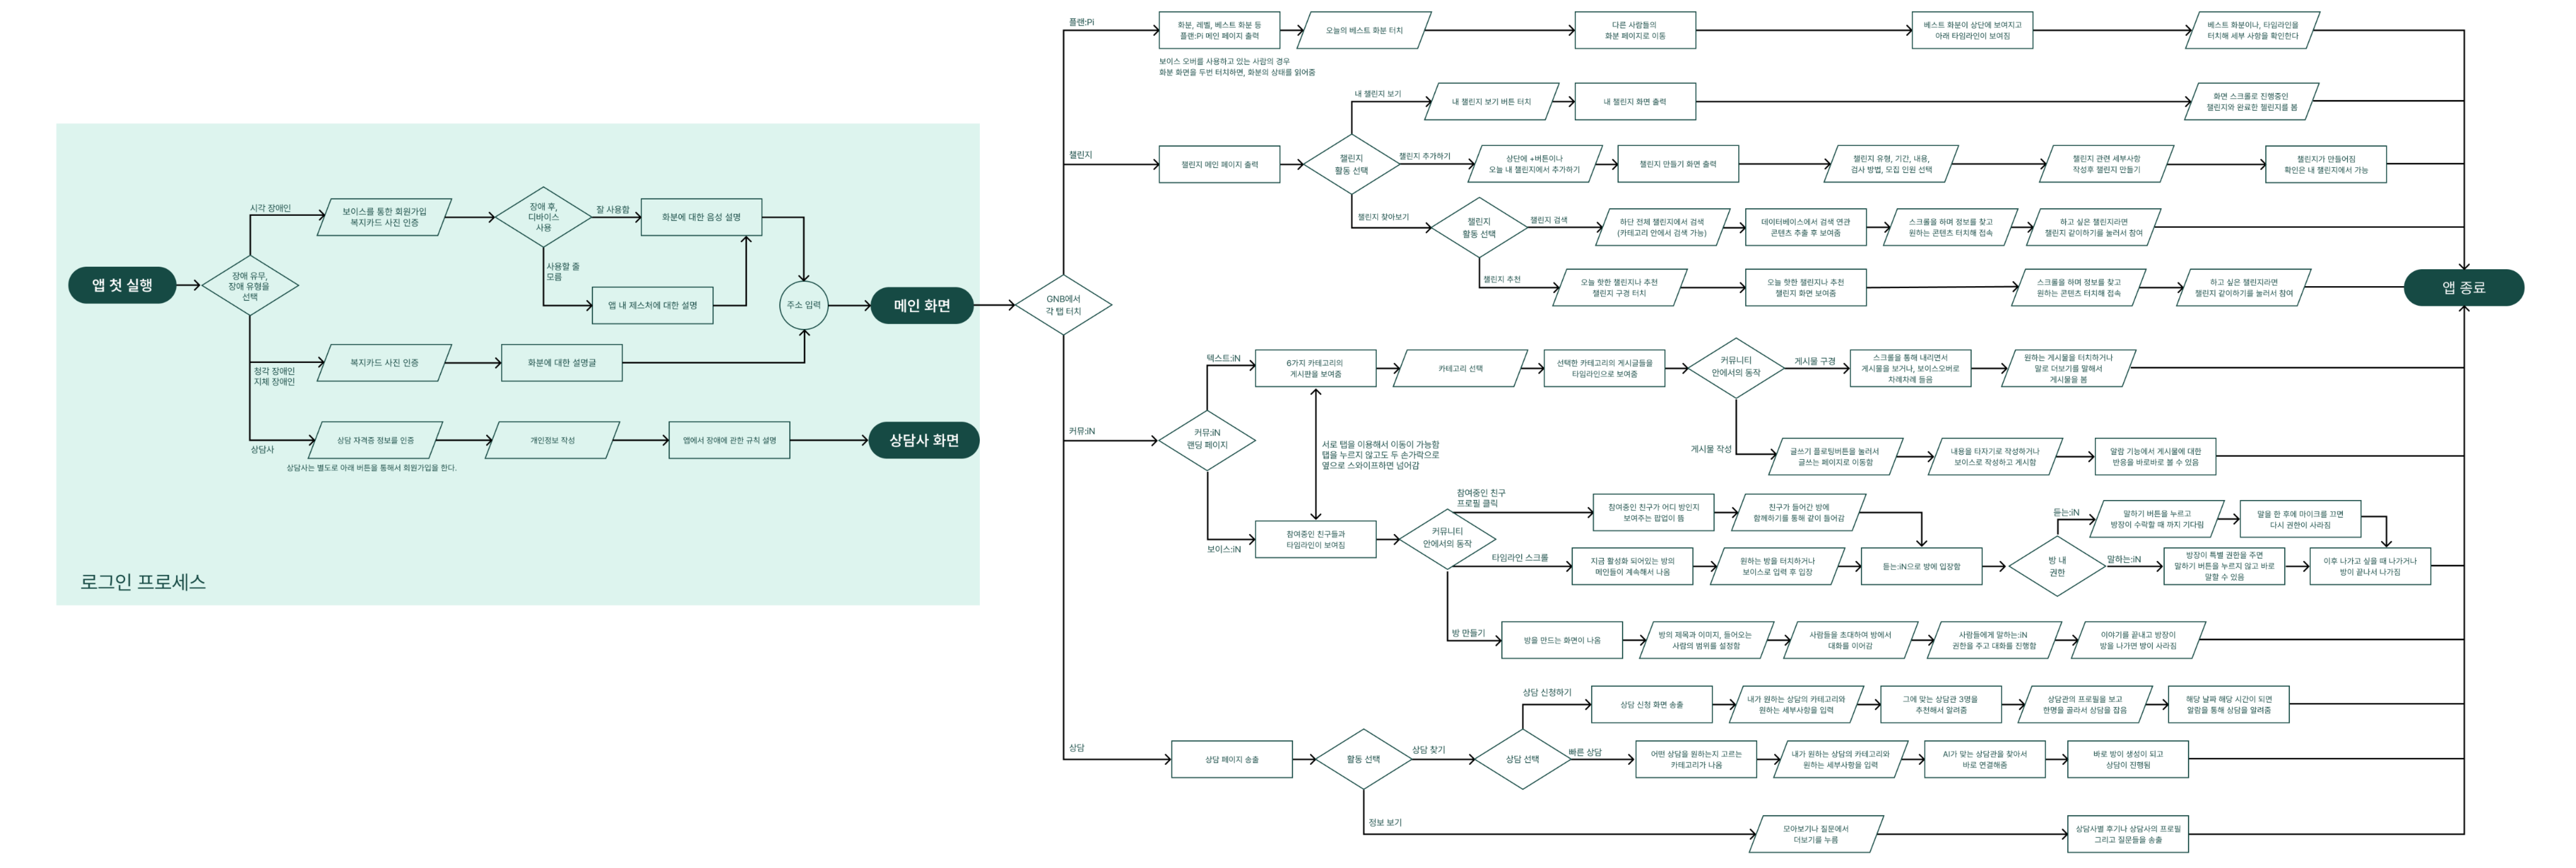 앱 첫 실행
장애 유무,
장애 유형을
선택
시각 장애인
보이스를 통한 회원가입
복지카드 사진 인증
장애 후,
디바이스
사용
잘 사용함
화분에 대한 음성 설명
사용할 줄
모름
앱 내 제스처에 대한 설명
주소 입력
메인 화면
청각 장애인
지체 장애인
복지카드 사진 인증
화분에 대한 설명글
상담사
상담 자격증 정보를 인증
개인정보 작성
앱에서 장애에 관한 규칙 설명
상담사 화면
상담사는 별도로 아래 버튼을 통해서 회원가입을 한다.
로그인 프로세스
GNB에서
각 탭 터치
플랜:Pi
화분, 레벨, 베스트 화분 등
플랜:Pi 메인 페이지 출력
오늘의 베스트 화분 터치
다른 사람들의
화분 페이지로 이동
베스트 화분이 상단에 보여지고
아래 타임라인이 보여짐
베스트 화분이나, 타임라인을
터치해 세부 사항을 확인한다
보이스 오버를 사용하고 있는 사람의 경우
화분 화면을 두번 터치하면, 화분의 상태를 읽어줌
챌린지
챌린지 메인 페이지 출력
챌린지
활동 선택
내 챌린지 보기
내 챌린지 보기 버튼 터치
내 챌린지 화면 출력
화면 스크롤로 진행중인
챌린지와 완료한 챌린지를 봄
챌린지 추가하기
상단에 +버튼이나
오늘 내 챌린지에서 추가하기
챌린지 만들기 화면 출력
챌린지 유형, 기간, 내용,
검사 방법, 모집 인원 선택
챌린지 관련 세부사항
작성후 챌린지 만들기
챌린지가 만들어짐
확인은 내 챌린지에서 가능
챌린지 찾아보기
챌린지
활동 선택
챌린지 검색
하단 전체 챌린지에서 검색
(카테고리 안에서 검색 가능)
데이터베이스에서 검색 연관
콘텐츠 추출 후 보여줌
스크롤을 하며 정보를 찾고
원하는 콘텐츠 터치해 접속
하고 싶은 챌린지라면
챌린지 같이하기를 눌러서 참여
챌린지 추천
오늘 핫한 챌린지나 추천
챌린지 구경 터치
오늘 핫한 챌린지나 추천
챌린지 화면 보여줌
스크롤을 하며 정보를 찾고
원하는 콘텐츠 터치해 접속
하고 싶은 챌린지라면
챌린지 같이하기를 눌러서 참여
앱 종료
커뮤:iN
커뮤:iN
랜딩 페이지
텍스트:iN
6가지 카테고리의
게시판을 보여줌
카테고리 선택
선택한 카테고리의 게시글들을
타임라인으로 보여줌
커뮤니티
안에서의 동작
게시물 구경
스크롤을 통해 내리면서
게시물을 보거나, 보이스오버로
차례차례 들음
원하는 게시물을 터치하거나
말로 더보기를 말해서
게시물을 봄
게시물 작성
글쓰기 플로팅버튼을 눌러서
글쓰는 페이지로 이동함
내용을 타자기로 작성하거나
보이스로 작성하고 게시함
알람 기능에서 게시물에 대한
반응을 바로바로 볼 수 있음
서로 탭을 이용해서 이동이 가능함
탭을 누르지 않고도 두 손가락으로
옆으로 스와이프하면 넘어감
보이스:iN
참여중인 친구들과
타임라인이 보여짐
커뮤니티
안에서의 동작
참여중인 친구
프로필 클릭
참여중인 친구가 어디 방인지
보여주는 팝업이 뜸
친구가 들어간 방에
함께하기를 통해 같이 들어감
타임라인 스크롤
지금 활성화 되어있는 방의
메인들이 계속해서 나옴
원하는 방을 터치하거나
보이스로 입력 후 입장
듣는:iN으로 방에 입장함
방 내
권한
듣는:iN
말하기 버튼을 누르고
방장이 수락할 때 까지 기다림
말을 한 후에 마이크를 끄면
다시 권한이 사라짐
말하는:iN
방장이 특별 권한을 주면
말하기 버튼을 누르지 않고 바로
말할 수 있음
이후 나가고 싶을 때 나가거나
방이 끝나서 나가짐
방 만들기
방을 만드는 화면이 나옴
방의 제목과 이미지, 들어오는
사람의 범위를 설정함
사람들을 초대하여 방에서
대화를 이어감
사람들에게 말하는:iN
권한을 주고 대화를 진행함
이야기를 끝내고 방장이
방을 나가면 방이 사라짐
상담
상담 페이지 송출
활동 선택
상담 찾기
상담 선택
상담 신청하기
상담 신청 화면 송출
내가 원하는 상담의 카테고리와
원하는 세부사항을 입력
그에 맞는 상담관 3명을
추천해서 알려줌
상담관의 프로필을 보고
한명을 골라서 상담을 잡음
해당 날짜 해당 시간이 되면
알람을 통해 상담을 알려줌
빠른 상담
어떤 상담을 원하는지 고르는
카테고리가 나옴
내가 원하는 상담의 카테고리와
원하는 세부사항을 입력
AI가 맞는 상담관을 찾아서
바로 연결해줌
바로 방이 생성이 되고
상담이 진행됨
정보 보기
모아보기나 질문에서
더보기를 누름
상담사별 후기나 상담사의 프로필
그리고 질문들을 송출